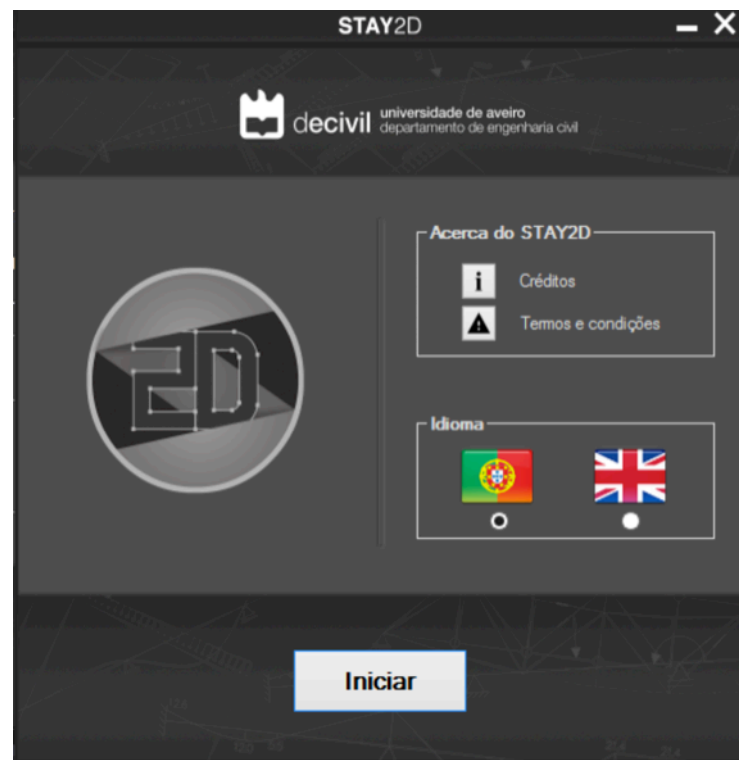 STAY2D
decivil
universidade de aveiro
departamento de engenharia civil
Acerca do STAY2D
i Créditos
Termos e condições
2D
Idioma
Iniciar